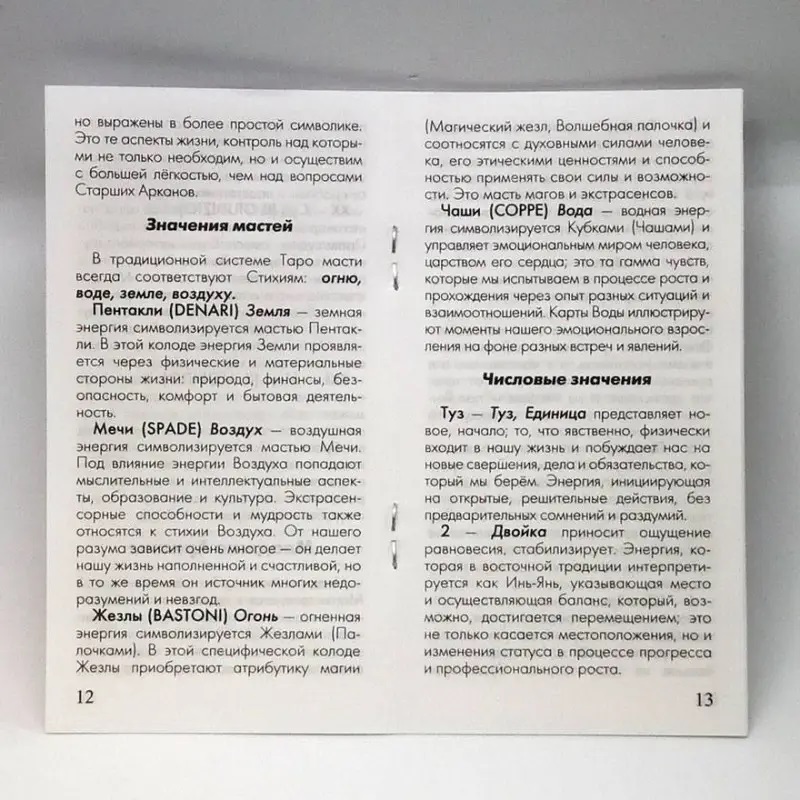 но выражены в более простой символике.
Это те аспекты жизни, контроль над которы-
ми не только необходим, но и осуществим
с большей лёгкостью, чем над вопросами
Старших Арканов.
Значения мастей
В традиционной системе Таро масти
всегда соответствуют Стихиям: огню,
воде, земле, воздуху.
Пентакли (DENARI) Земля — земная
энергия символизируется мастью Пентак-
ли. В этой колоде энергия Земли проявля-
ется через физические и материальные
стороны жизни: природа, финансы, без-
опасность, комфорт и бытовая деятель-
ность.
Мечи (SPADE) Воздух — воздушная
энергия символизируется мастью Мечи.
Под влияние энергии Воздуха попадают
мыслительные и интеллектуальные аспек-
ты, образование и культура. Экстрасен-
сорные способности и мудрость также
относятся к стихии Воздуха. От нашего
разума зависит очень многое — он делает
нашу жизнь наполненной и счастливой, но
в то же время он источник многих недо-
разумений и невзгод.
Жезлы (BASTONI) Огонь — огненная
энергия символизируется Жезлами (Па-
лочками). В этой специфической колоде
Жезлы приобретают атрибутику магии
12
(Магический жезл, Волшебная палочка) и
соотносятся с духовными силами челове-
ка, его этическими ценностями и способ-
ностью применять свои силы и возможно-
сти. Это масть магов и экстрасенсов.
Чаши (COPPE) Вода — водная энер-
гия символизируется Кубками (Чашами) и
управляет эмоциональным миром человека,
царством его сердца; это та гамма чувств,
которые мы испытываем в процессе роста и
прохождения через опыт разных ситуаций и
взаимоотношений. Карты Воды иллюстриру-
ют моменты нашего эмоционального взрос-
ления на фоне разных встреч и явлений.
Числовые значения
Туз — Туз, Единица представляет но-
вое, начало; то, что явственно, физически
входит в нашу жизнь и побуждает нас на
новые свершения, дела и обязательства, ко-
торый мы берём. Энергия, инициирующая
на открытые, решительные действия, без
предварительных сомнений и раздумий.
2 — Двойка приносит ощущение
равновесия, стабилизирует. Энергия, ко-
торая в восточной традиции интерпрети-
руется как Инь-Янь, указывающая место
и осуществляющая баланс, который, воз-
можно, достигается перемещением; это
не только касается местоположения, но и
изменения статуса в процессе прогресса
и профессионального роста.
13